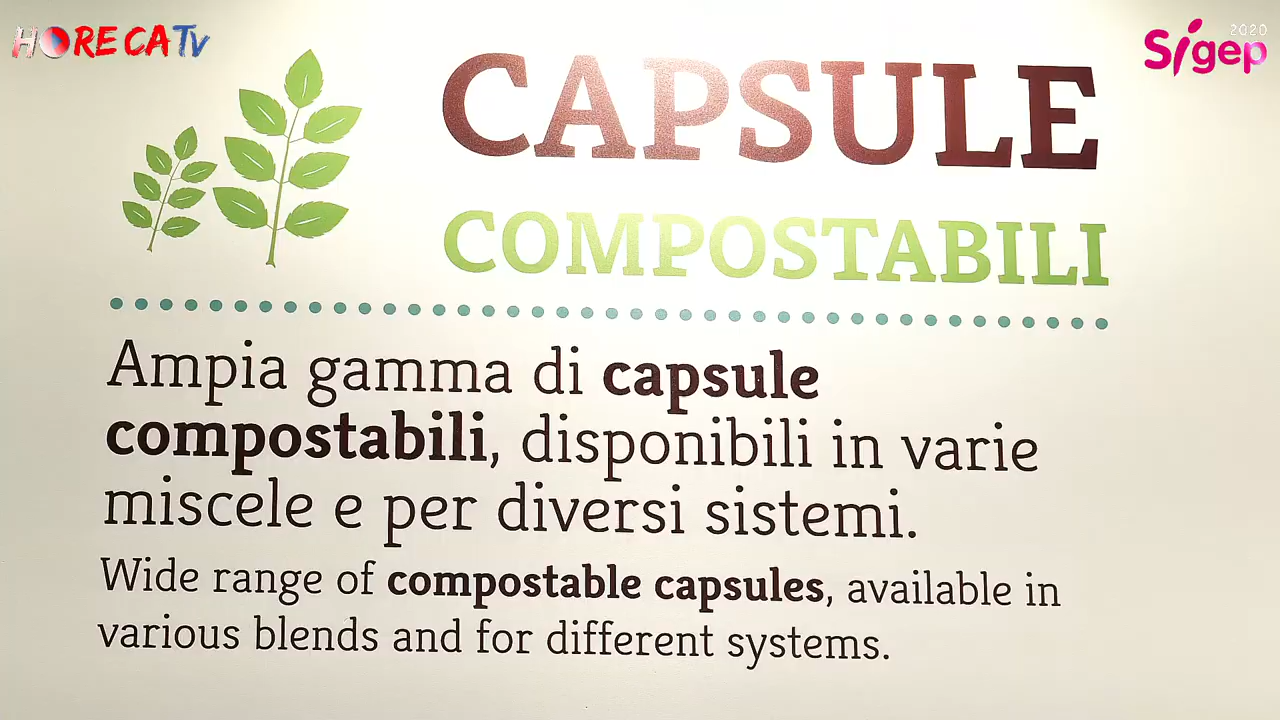 HORECATv
Sigep 2020
CAPSULE
COMPOSTABILI
Ampia gamma di capsule
compostabili, disponibili in varie
miscele e per diversi sistemi.
Wide range of compostable capsules, available in
various blends and for different systems.